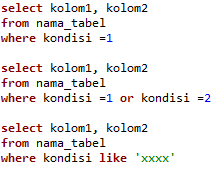 select kolom1, kolom2
from nama_tabel
where kondisi =1
select kolom1, kolom2
from nama_tabel
where kondisi =1 or kondisi =2
select kolom1, kolom2
from nama_tabel
where kondisi like 'xxxx'